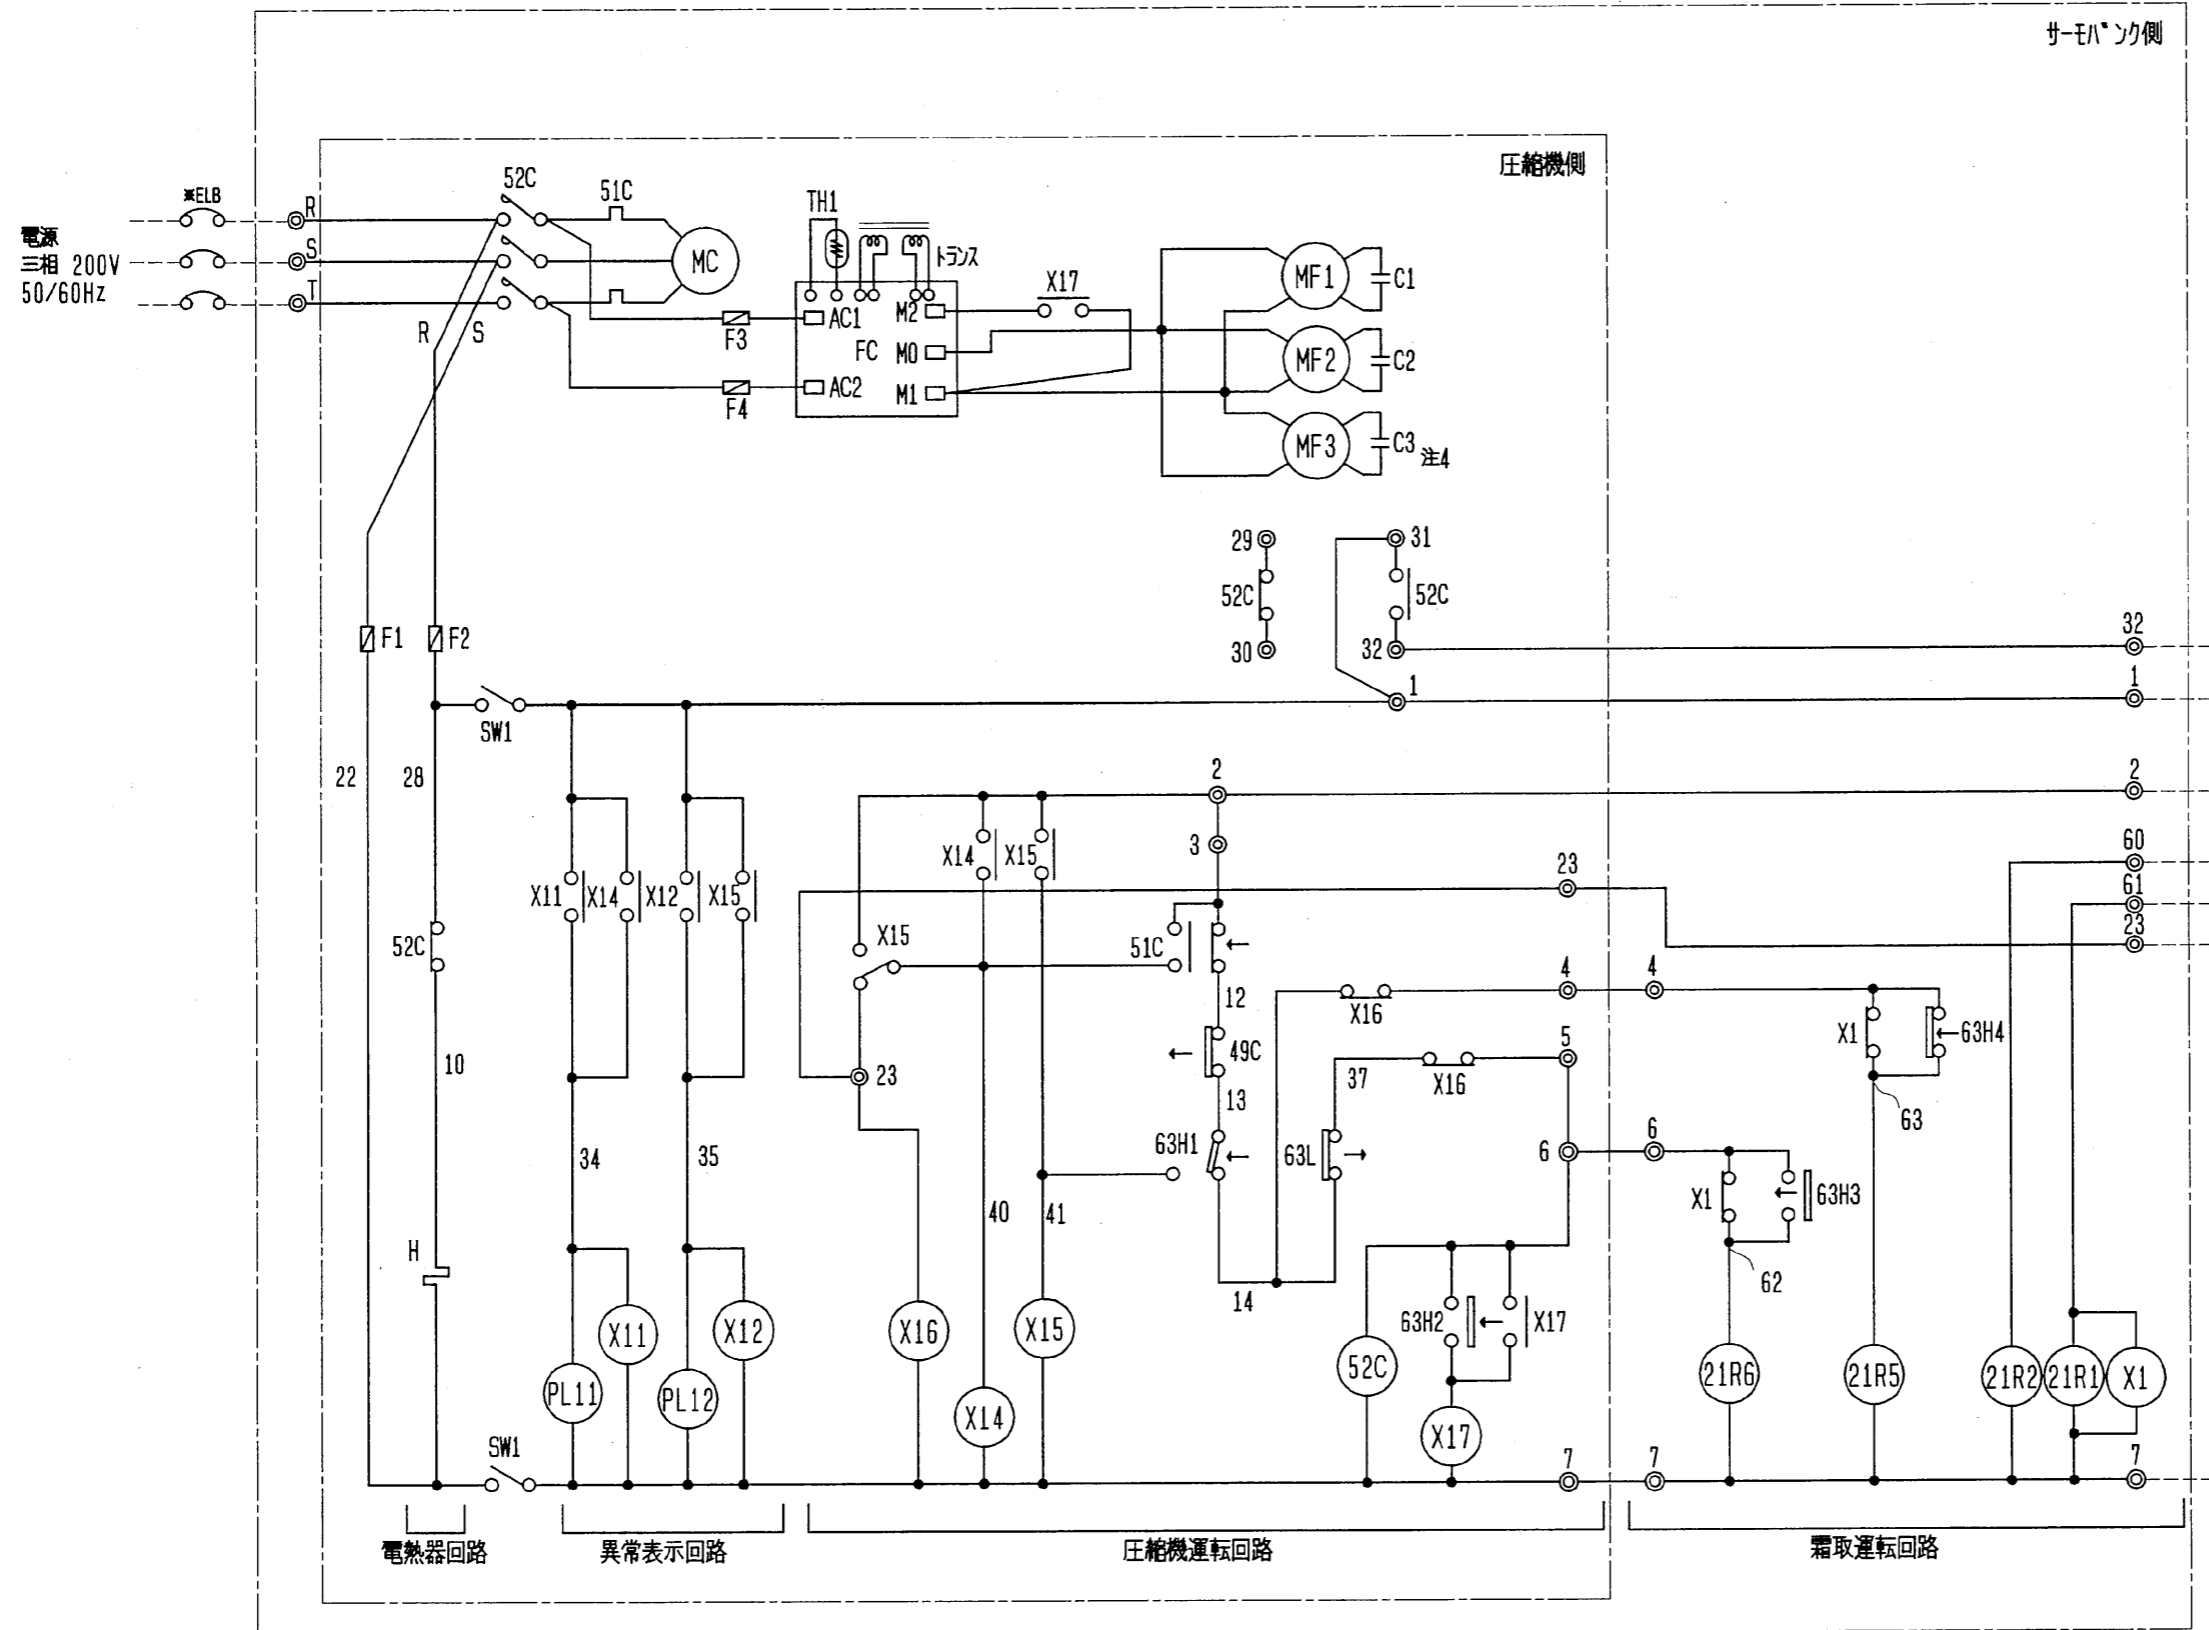 サーモバンク側
圧縮機側
※ELB
R
52C
51C
TH1
トランス
電源
三相 200V
50/60Hz
S
T
MC
X17
MF1
C1
R
S
F3
AC1
M2
FC
M0
MF2
C2
F4
AC2
M1
MF3
C3
注4
29
31
52C
52C
F1
F2
30
32
32
1
1
SW1
22
28
2
2
3
X14
X15
60
23
61
23
X11
X14
X12
X15
X15
51C
52C
4
4
12
X16
X1
63H4
5
10
23
49C
37
X16
13
63
34
35
63H1
63L
6
6
6
X1
63H3
40
41
H
62
14
X11
X12
X16
X15
63H2
X17
52C
PL11
PL12
X14
X17
21R6
21R5
21R2
21R1
X1
SW1
7
7
7
電熱器回路
異常表示回路
圧縮機運転回路
霜取運転回路